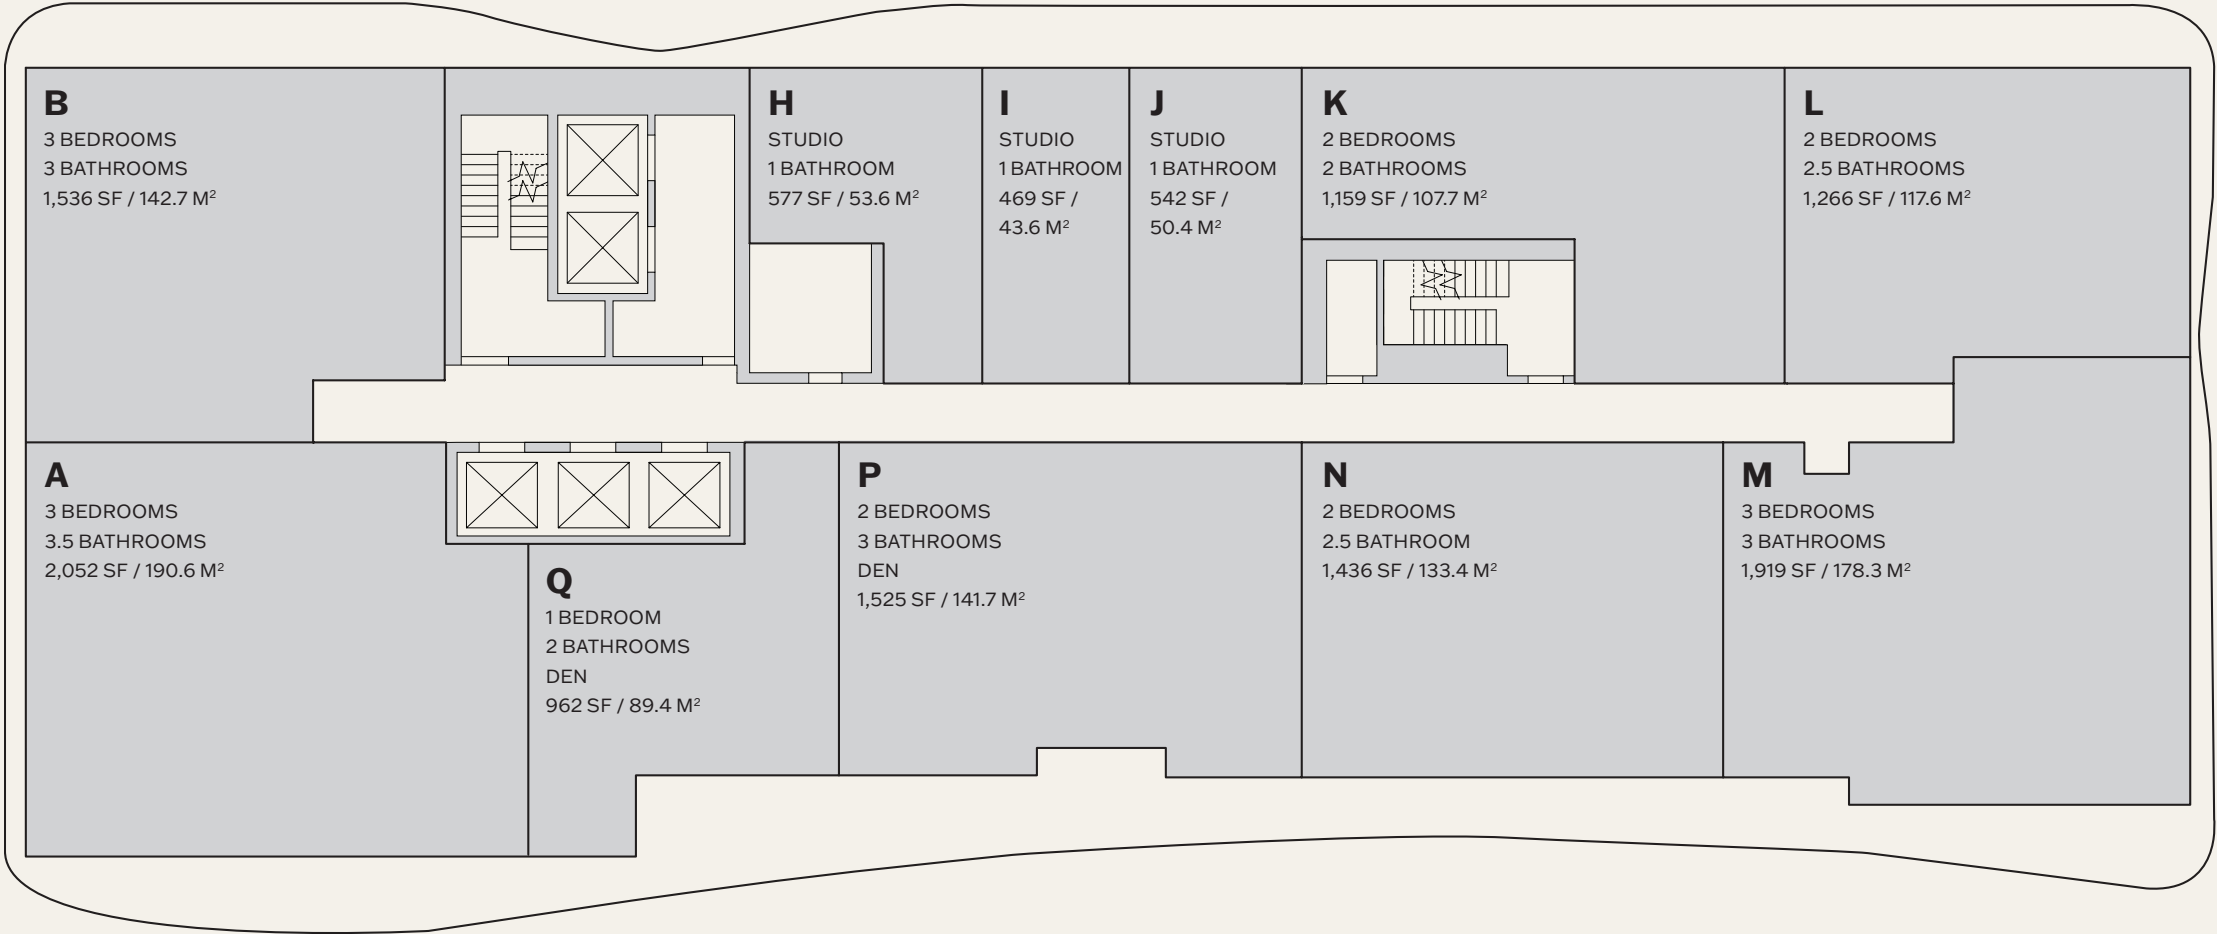 B
3 BEDROOMS
3 BATHROOMS
1,536 SF / 142.7 M²
H
STUDIO
1 BATHROOM
577 SF / 53.6 M²
I
STUDIO
1 BATHROOM
469 SF /
43.6 M²
J
STUDIO
1 BATHROOM
542 SF /
50.4 M²
K
2 BEDROOMS
2 BATHROOMS
1,159 SF / 107.7 M²
L
2 BEDROOMS
2.5 BATHROOMS
1,266 SF / 117.6 M²
A
3 BEDROOMS
3.5 BATHROOMS
2,052 SF / 190.6 M²
Q
1 BEDROOM
2 BATHROOMS
DEN
962 SF / 89.4 M²
P
2 BEDROOMS
3 BATHROOMS
DEN
1,525 SF / 141.7 M²
N
2 BEDROOMS
2.5 BATHROOM
1,436 SF / 133.4 M²
M
3 BEDROOMS
3 BATHROOMS
1,919 SF / 178.3 M²